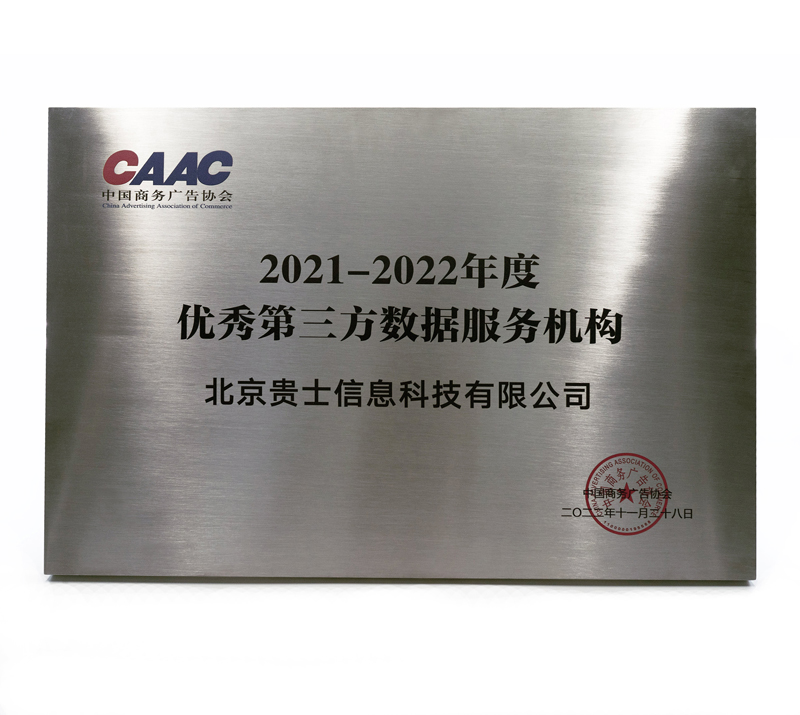 CAAC
中国商务广告协会
China Advertising Association of Commerce
2021-2022年度
优秀第三方数据服务机构
北京贵士信息科技有限公司
中国商务广告协会
二〇二二年十一月二十八日